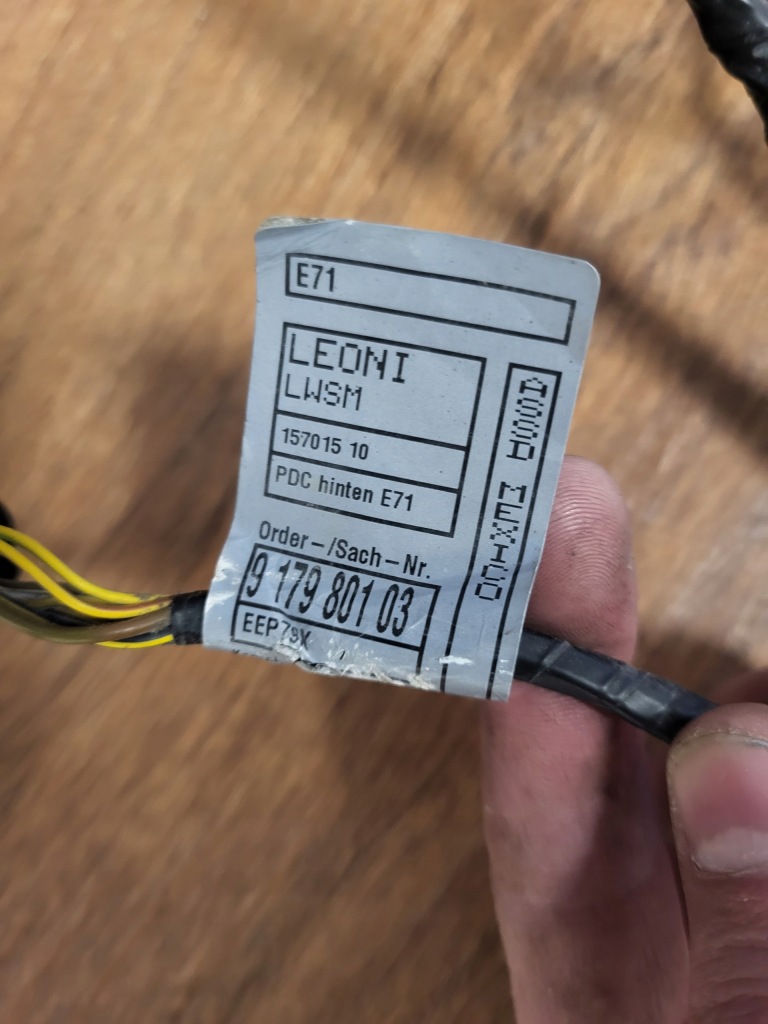 E71
LEONI
LWSM
157015 10
PDC hinten E71
Order-/Sach-Nr.
9 179 801 03
ASSD MEXICO